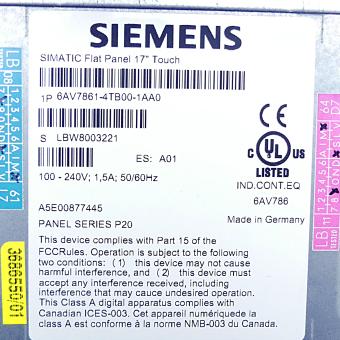 SIEMENS
SIMATIC Flat Panel 17" Touch
1P 6AV7861-4TB00-1AA0
S LBW8003221
ES: A01
100 - 240V; 1,5A; 50/60Hz
UL
LISTED
IND.CONT.EQ
6AV786
A5E00877445
Made in Germany
PANEL SERIES P20
This device complies with Part 15 of the
FCCRules. Operation is subject to the following
two conditions: (1) this device may not cause
harmful interference, and (2) this device must
accept any interference received, including
interference that may cause undesired operation.
This Class A digital apparatus complies with
Canadian ICES-003. Cet appareil numériquede la
class A est conforme à la norme NMB-003 du Canada.
3666550/01